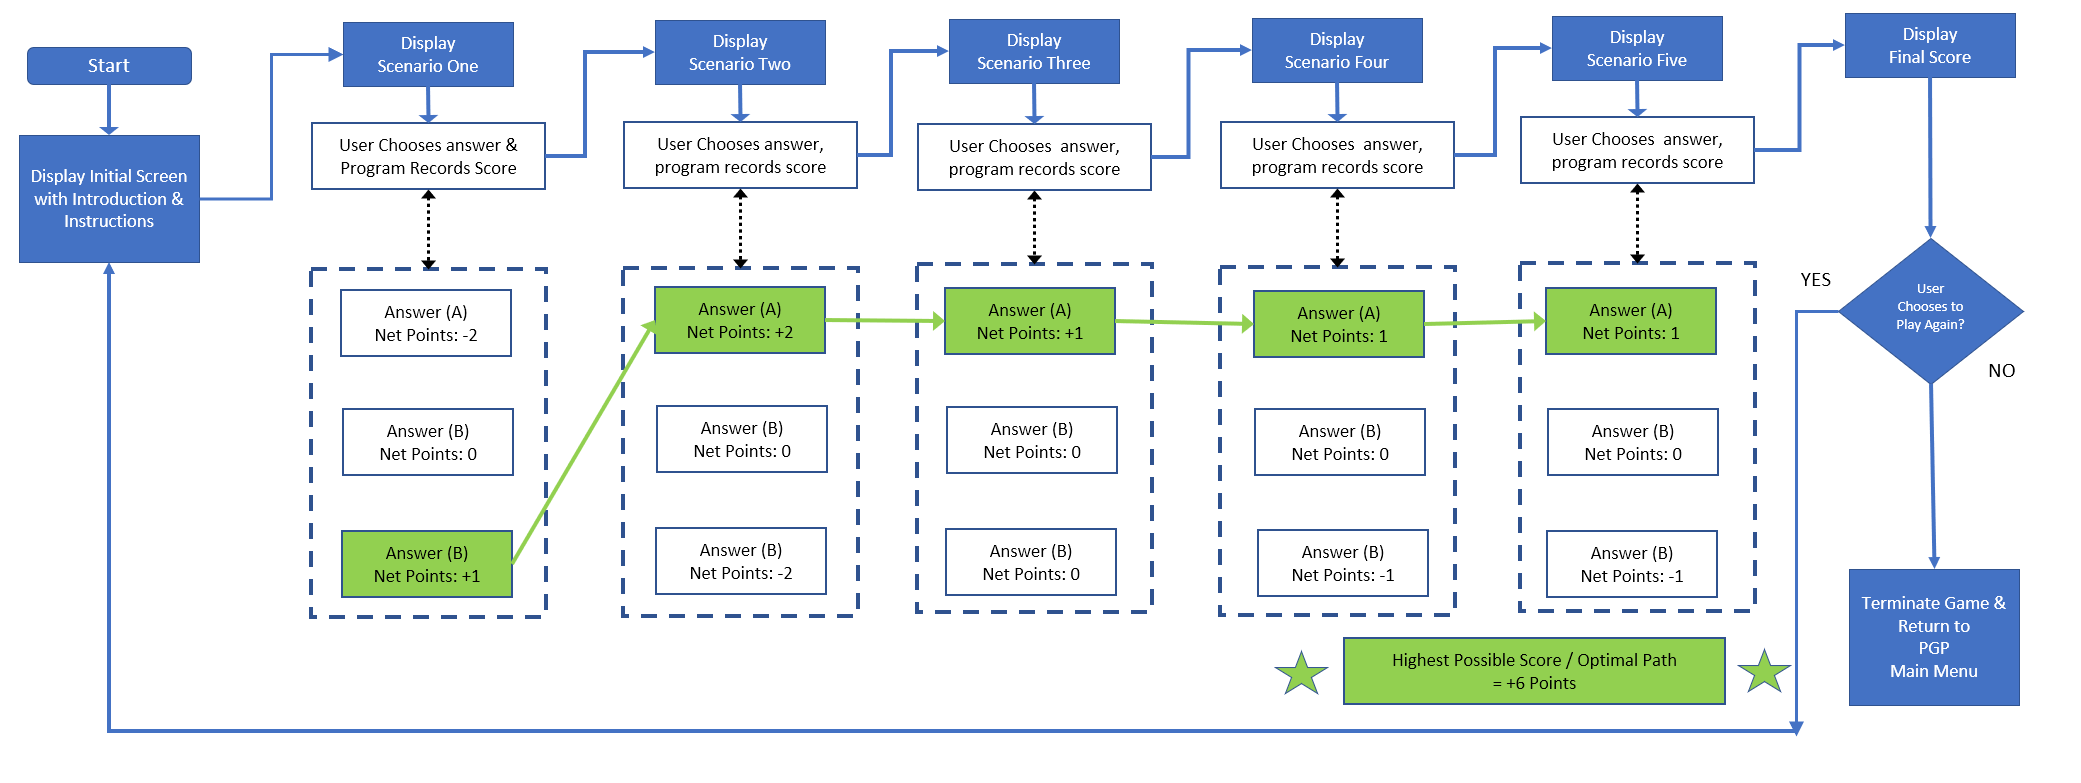 Start
Display Initial Screen
with Introduction &
Instructions
Display
Scenario One
User Chooses answer &
Program Records Score
Answer (A)
Net Points: -2
Answer (B)
Net Points: 0
Answer (B)
Net Points: +1
Display
Scenario Two
User Chooses answer,
program records score
Answer (A)
Net Points: +2
Answer (B)
Net Points: 0
Answer (B)
Net Points: -2
Display
Scenario Three
User Chooses  answer,
program records score
Answer (A)
Net Points: +1
Answer (B)
Net Points: 0
Answer (B)
Net Points: 0
Display
Scenario Four
User Chooses  answer,
program records score
Answer (A)
Net Points: 1
Answer (B)
Net Points: 0
Answer (B)
Net Points: -1
Display
Scenario Five
User Chooses  answer,
program records score
Answer (A)
Net Points: 1
Answer (B)
Net Points: 0
Answer (B)
Net Points: -1
Highest Possible Score / Optimal Path
= +6 Points
Display
Final Score
User
Chooses to
Play Again?
YES
NO
Terminate Game &
Return to
PGP
Main Menu